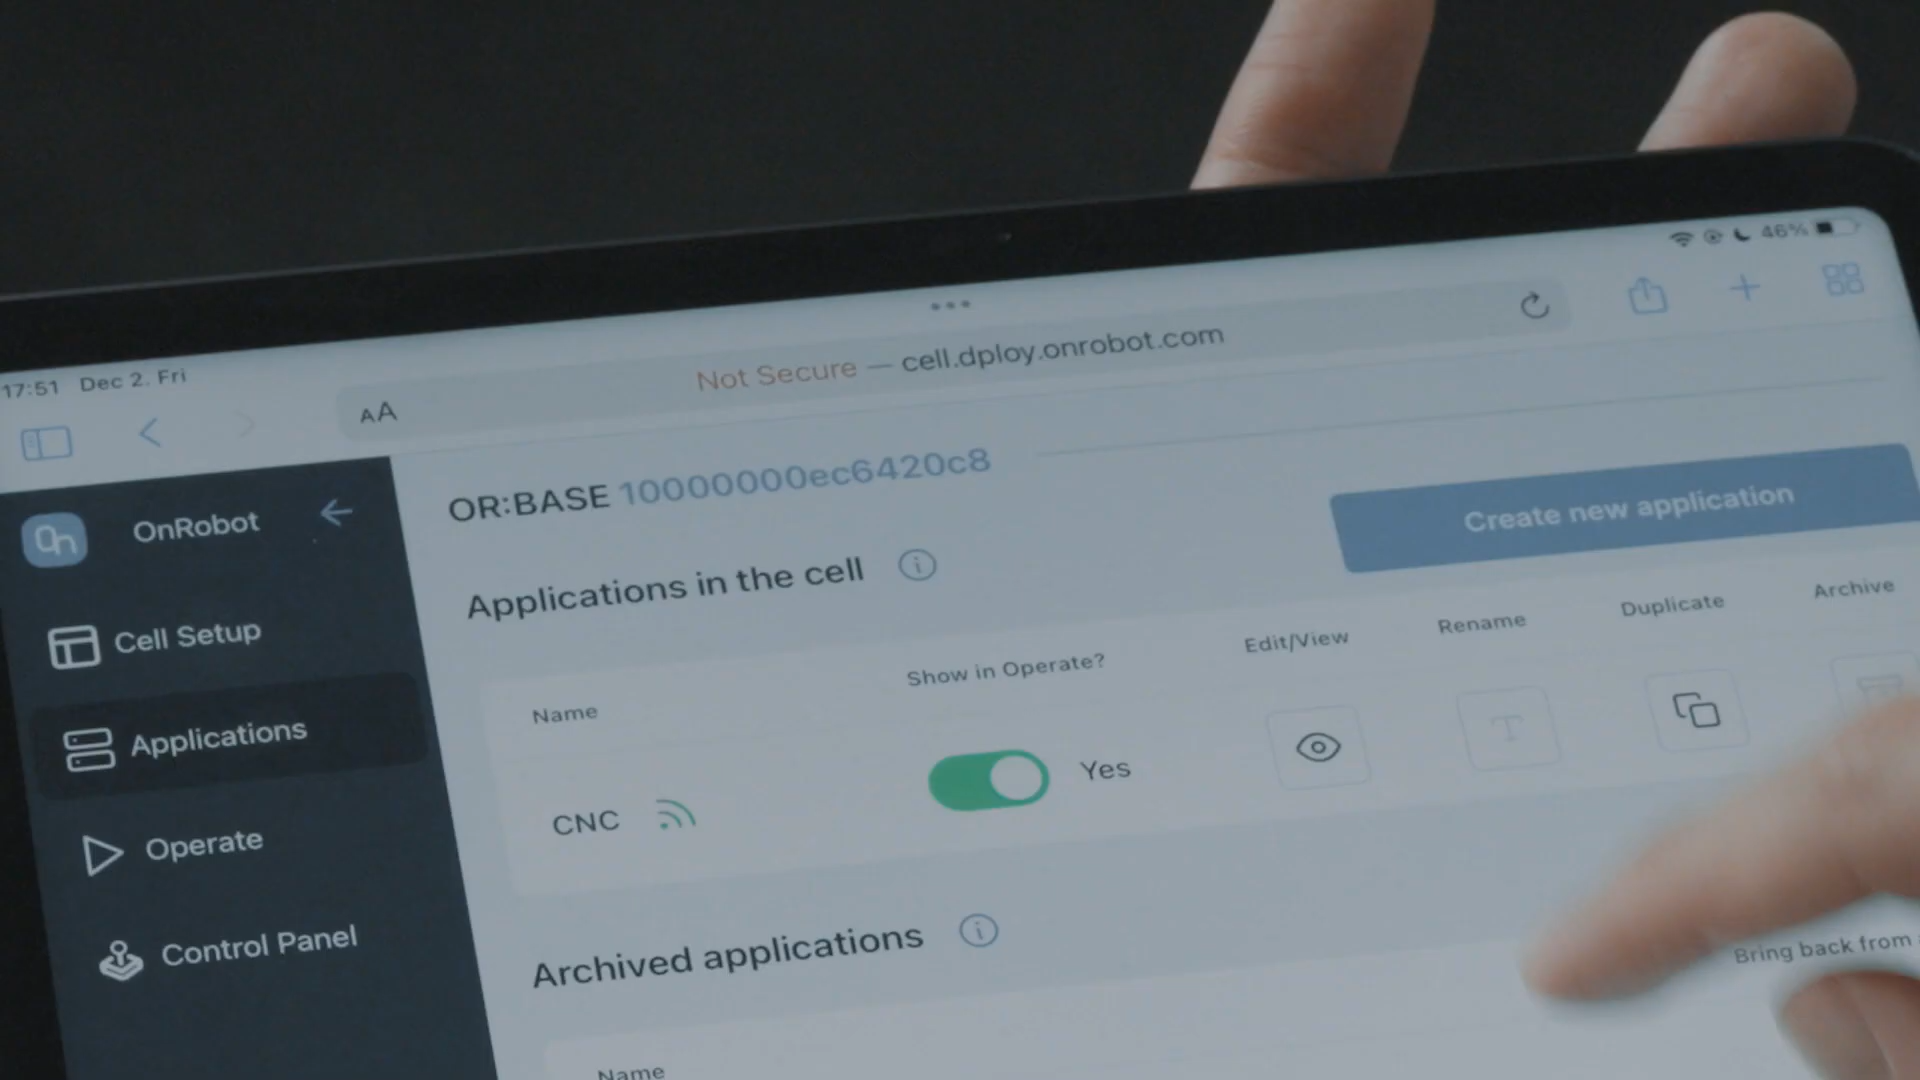 17:51 Dec 2. Fri
46%
AA
Not Secure — cell.dploy.onrobot.com
OnRobot
Cell Setup
Applications
Operate
Control Panel
OR:BASE 10000000ec6420c8
Create new application
Applications in the cell
Name
Show in Operate?
Edit/View
Rename
Duplicate
Archive
CNC
Yes
T
Archived applications
Bring back from
Name